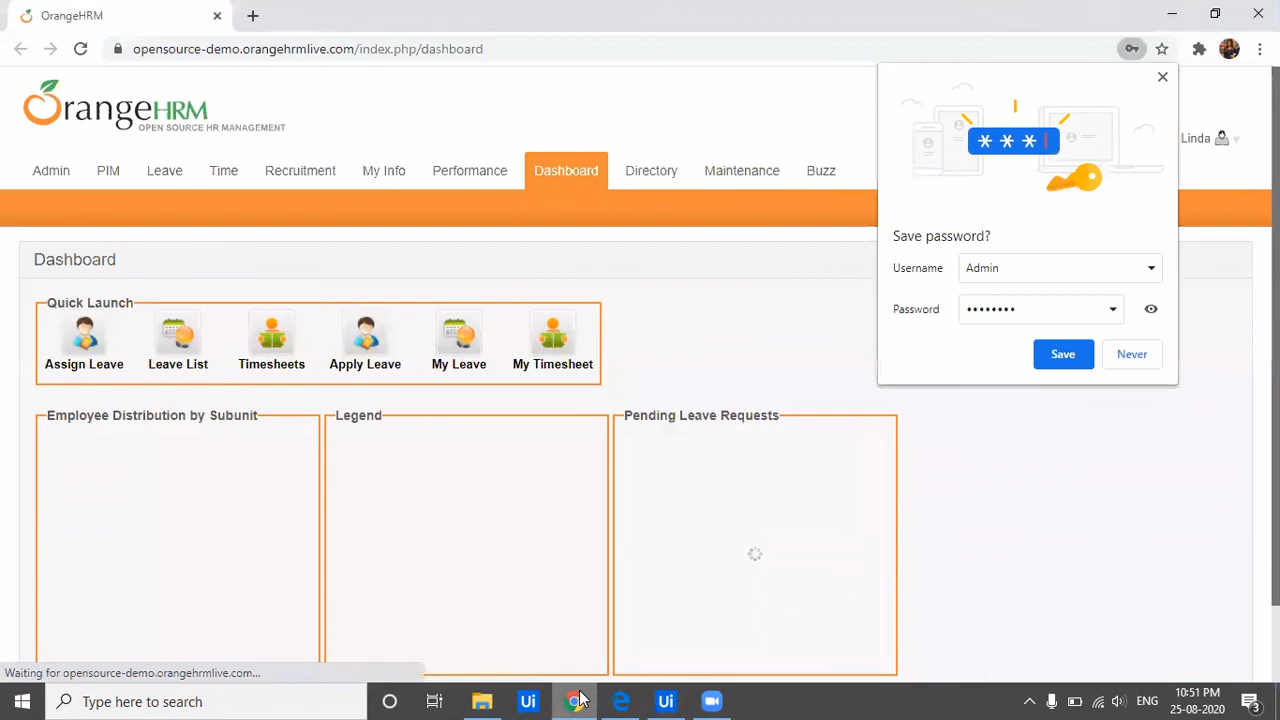 OrangeHRM
opensource-demo.orangehrmlive.com/index.php/dashboard
OrangeHRM
OPEN SOURCE HR MANAGEMENT
Linda
Admin PIM Leave Time Recruitment My Info Performance Dashboard Directory Maintenance Buzz
Save password?
Username Admin
Password ••••••••
Save Never
Dashboard
Quick Launch
Assign Leave Leave List Timesheets Apply Leave My Leave My Timesheet
Employee Distribution by Subunit Legend Pending Leave Requests
Waiting for opensource-demo.orangehrmlive.com...
Type here to search
Ui Ui
ENG
10:51 PM
25-08-2020
3